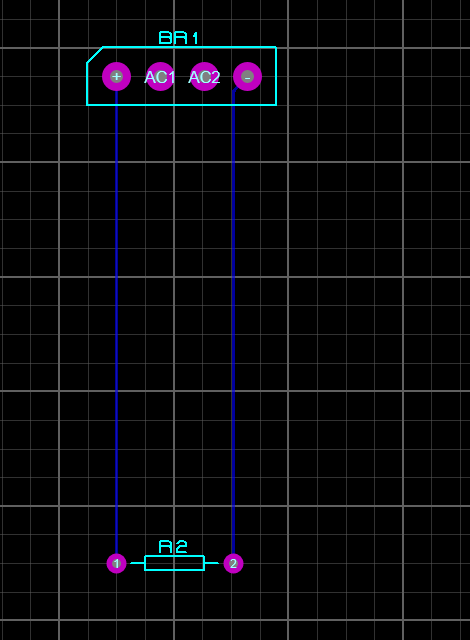 BR1
+ AC1 AC2 -
R2
1 2